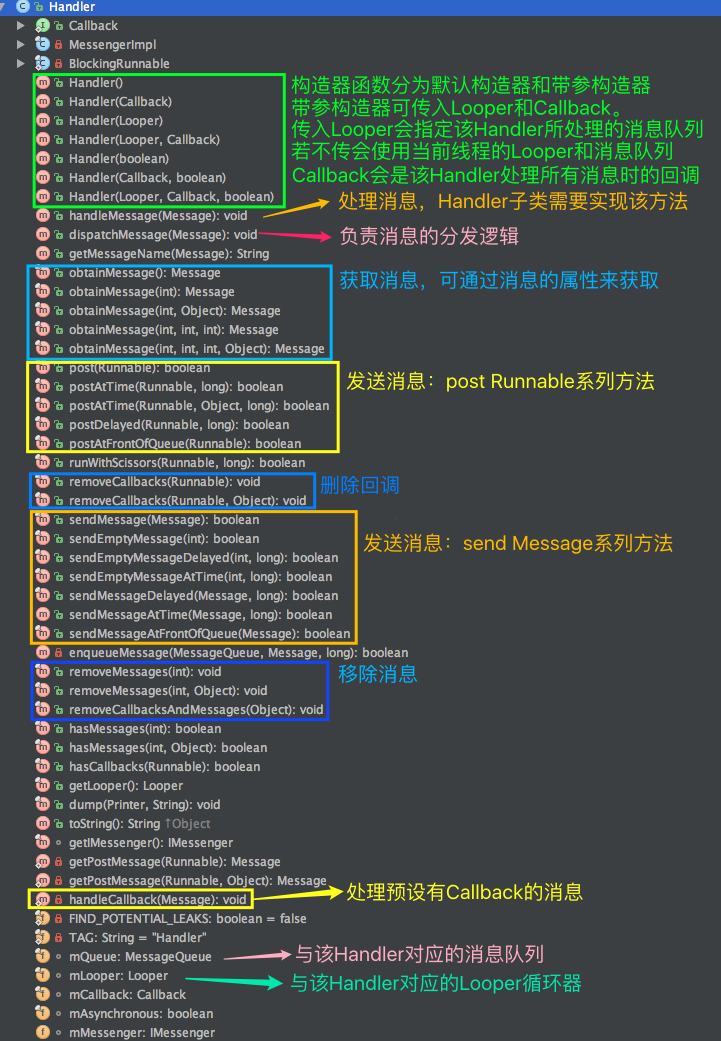 Handler
Callback
MessengerImpl
BlockingRunnable
Handler()
构造器函数分为默认构造器和带参构造器
Handler(Callback)
带参构造器可传入Looper和Callback。
Handler(Looper)
传入Looper会指定该Handler所处理的消息队列
Handler(Looper, Callback)
若不传会使用当前线程的Looper和消息队列
Handler(boolean)
Handler(Callback, boolean)
Callback会是该Handler处理所有消息时的回调
Handler(Looper, Callback, boolean)
handleMessage(Message): void
处理消息，Handler子类需要实现该方法
dispatchMessage(Message): void
负责消息的分发逻辑
getMessageName(Message): String
obtainMessage(): Message
获取消息，可通过消息的属性来获取
obtainMessage(int): Message
obtainMessage(int, Object): Message
obtainMessage(int, int, int): Message
obtainMessage(int, int, int, Object): Message
post(Runnable): boolean
发送消息：post Runnable系列方法
postAtTime(Runnable, long): boolean
postAtTime(Runnable, Object, long): boolean
postDelayed(Runnable, long): boolean
postAtFrontOfQueue(Runnable): boolean
runWithScissors(Runnable, long): boolean
removeCallbacks(Runnable): void
删除回调
removeCallbacks(Runnable, Object): void
sendMessage(Message): boolean
sendEmptyMessage(int): boolean
发送消息：send Message系列方法
sendEmptyMessageDelayed(int, long): boolean
sendEmptyMessageAtTime(int, long): boolean
sendMessageDelayed(Message, long): boolean
sendMessageAtTime(Message, long): boolean
sendMessageAtFrontOfQueue(Message): boolean
enqueueMessage(MessageQueue, Message, long): boolean
removeMessages(int): void
移除消息
removeMessages(int, Object): void
removeCallbacksAndMessages(Object): void
hasMessages(int): boolean
hasMessages(int, Object): boolean
hasCallbacks(Runnable): boolean
getLooper(): Looper
dump(Printer, String): void
toString(): String ↑Object
getIMessenger(): IMessenger
getPostMessage(Runnable): Message
getPostMessage(Runnable, Object): Message
handleCallback(Message): void
处理预设有Callback的消息
FIND_POTENTIAL_LEAKS: boolean = false
TAG: String = "Handler"
mQueue: MessageQueue
与该Handler对应的消息队列
mLooper: Looper
与该Handler对应的Looper循环器
mCallback: Callback
mAsynchronous: boolean
mMessenger: IMessenger